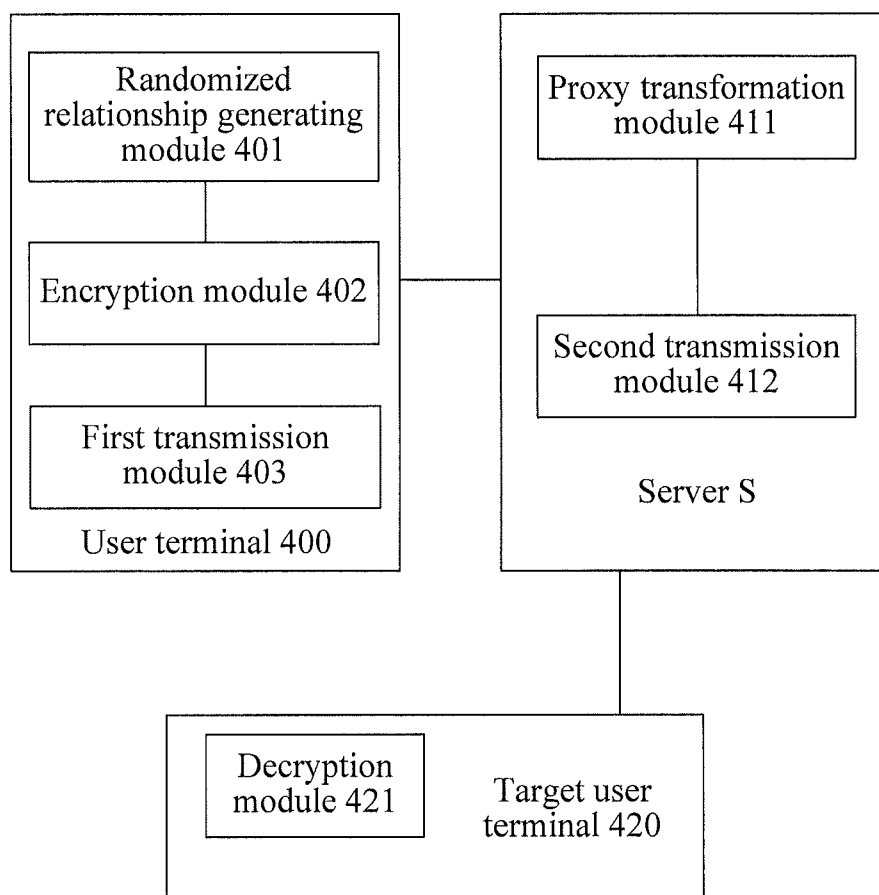 Randomized
relationship generating
module 401
Encryption module 402
First transmission
module 403
User terminal 400
Proxy transformation
module 411
Second transmission
module 412
Server S
Decryption
module 421
Target user
terminal 420